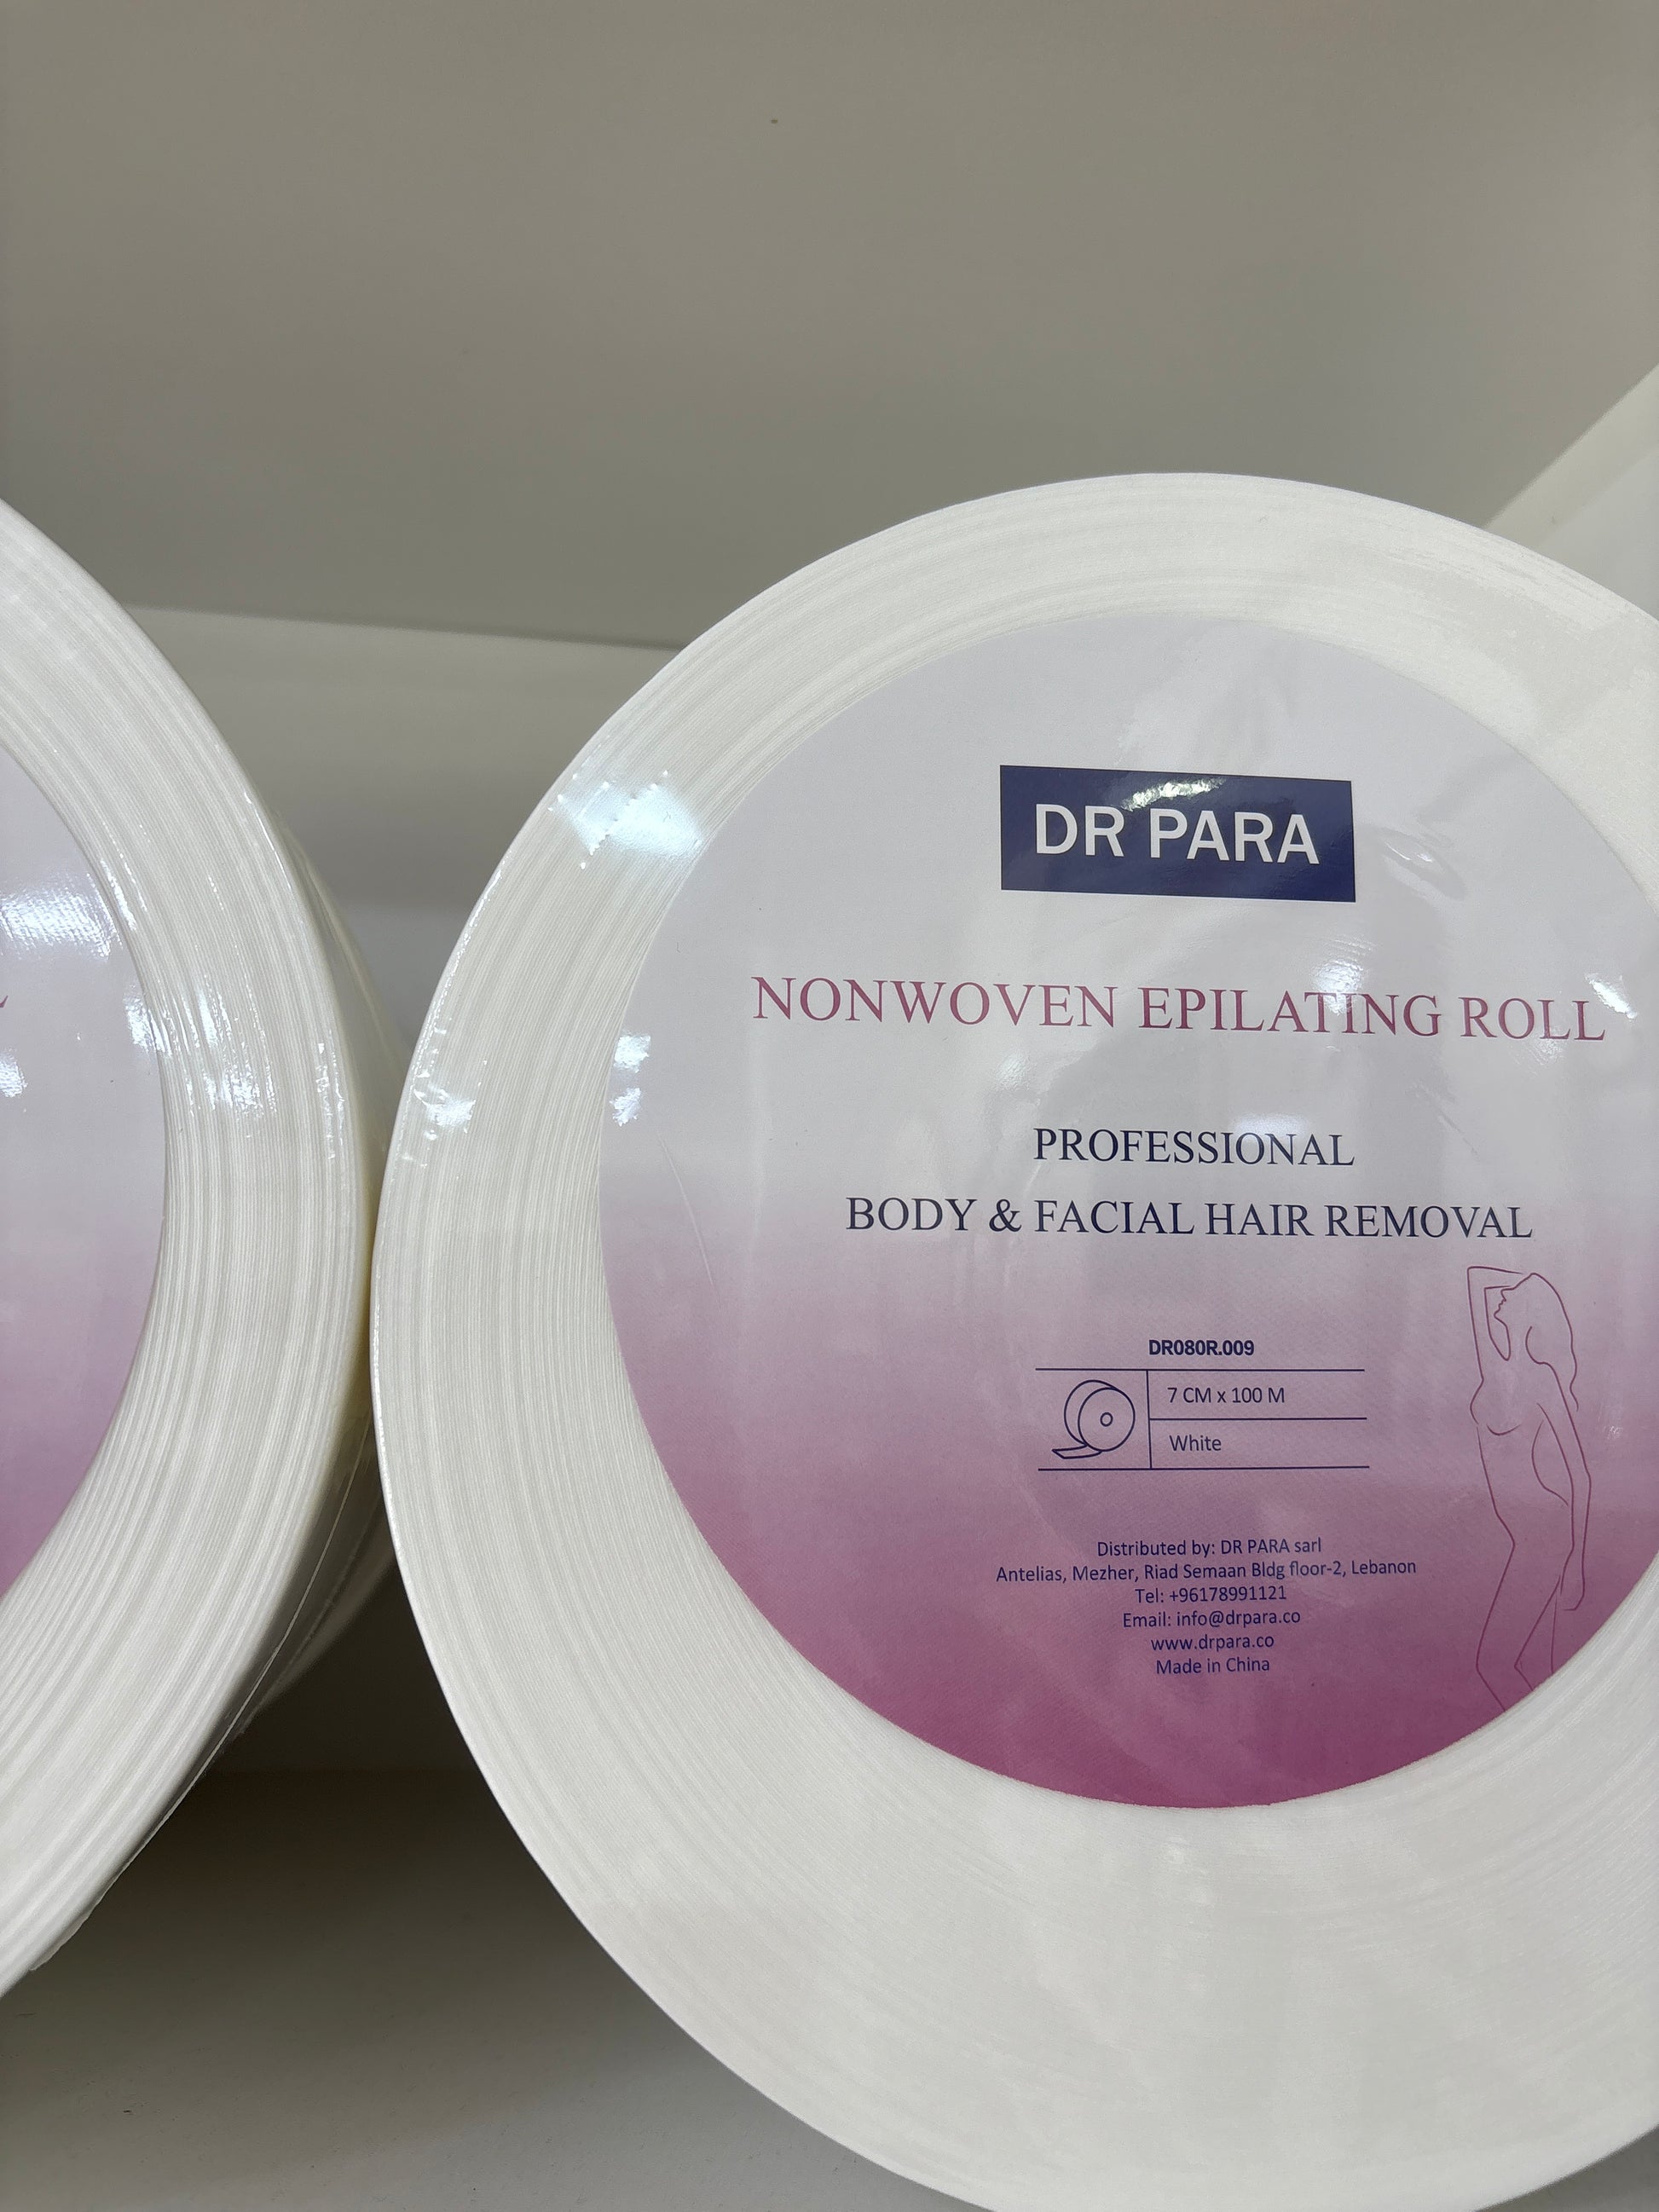 DR PARA
NONWOVEN EPILATING ROLL
PROFESSIONAL
BODY & FACIAL HAIR REMOVAL
DR080R.009
7 CM x 100 M
White
Distributed by: DR PARA sarl
Antelias, Mezher, Riad Semaan Bldg floor-2, Lebanon
Tel: +96178991121
Email: info@drpara.co
www.drpara.co
Made in China